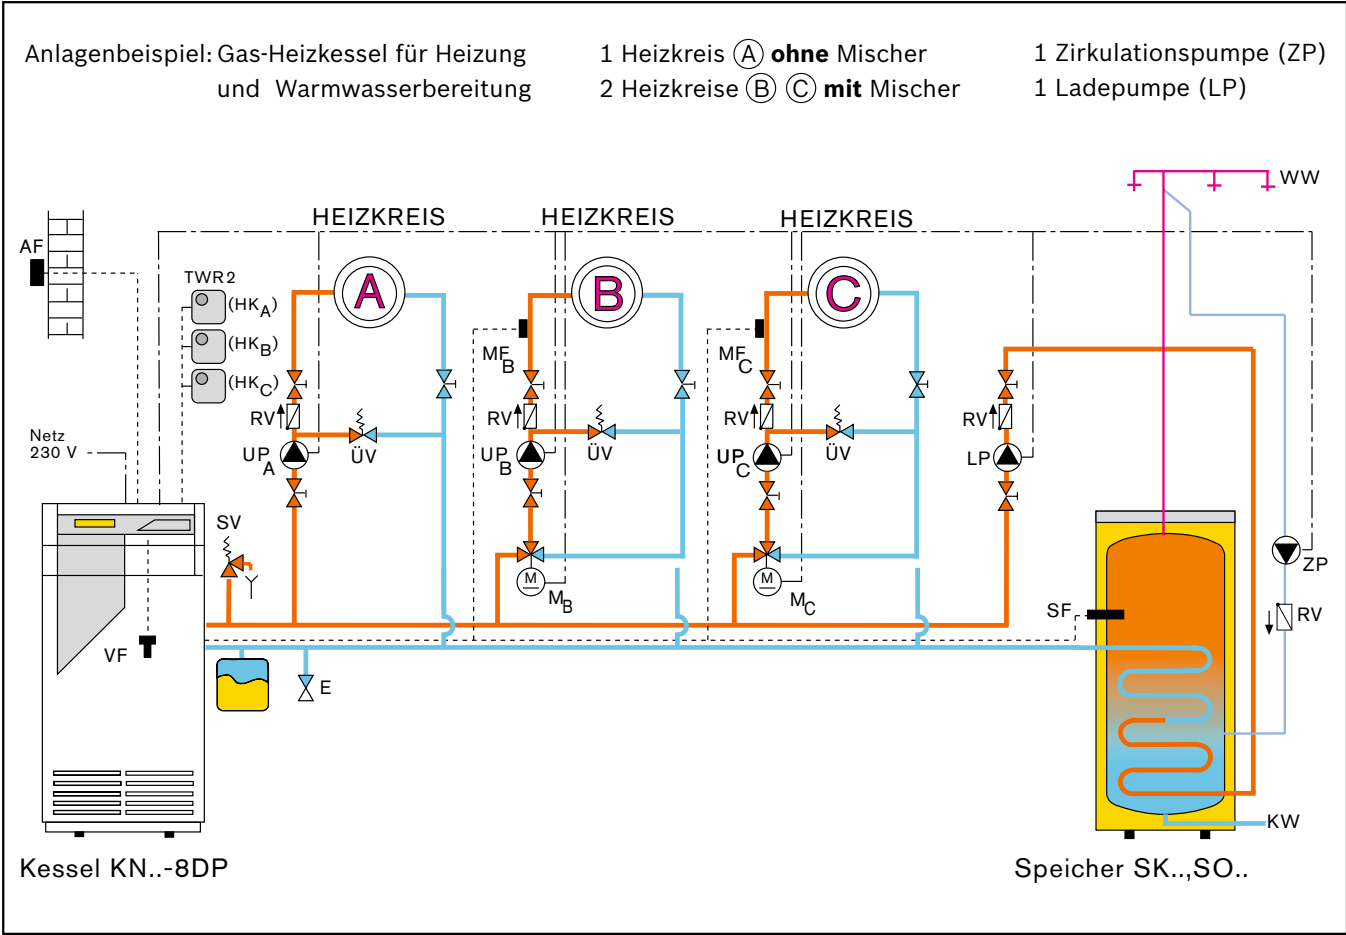 Anlagenbeispiel: Gas-Heizkessel für Heizung
und Warmwasserbereitung
1 Heizkreis A ohne Mischer
2 Heizkreise B C mit Mischer
1 Zirkulationspumpe (ZP)
1 Ladepumpe (LP)
WW
HEIZKREIS
HEIZKREIS
HEIZKREIS
AF
TWR2
(HKA)
(HKB)
(HKC)
A
B
C
MFB
MFC
RV
RV
RV
RV
Netz
230 V
UPA
ÜV
UPB
ÜV
UPC
ÜV
LP
SV
M
MB
M
MC
ZP
SF
RV
VF
E
KW
Kessel KN..-8DP
Speicher SK..,SO..